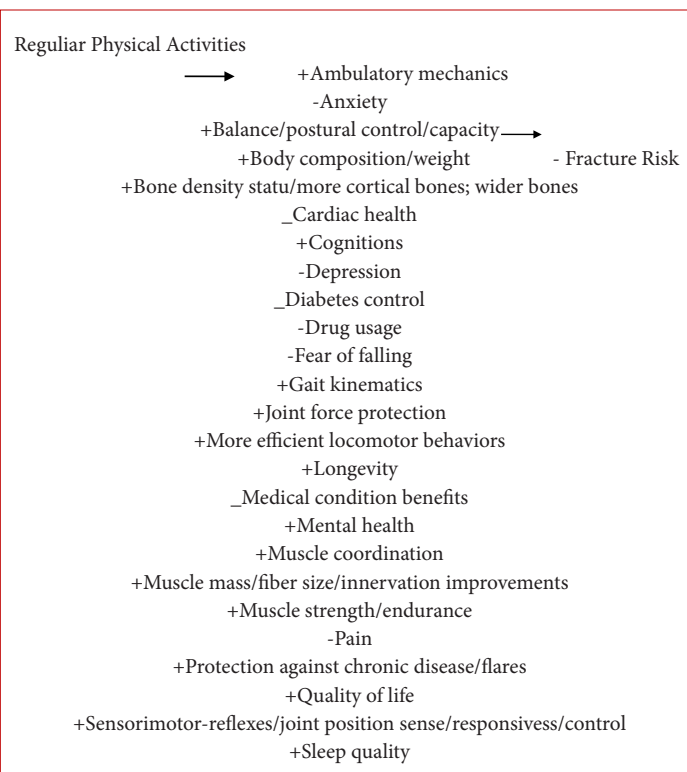 Reguliar Physical Activities
+Ambulatory mechanics
-Anxiety
+Balance/postural control/capacity
+Body composition/weight - Fracture Risk
+Bone density statu/more cortical bones; wider bones
_Cardiac health
+Cognitions
-Depression
_Diabetes control
-Drug usage
-Fear of falling
+Gait kinematics
+Joint force protection
+More efficient locomotor behaviors
+Longevity
_Medical condition benefits
+Mental health
+Muscle coordination
+Muscle mass/fiber size/innervation improvements
+Muscle strength/endurance
-Pain
+Protection against chronic disease/flares
+Quality of life
+Sensorimotor-reflexes/joint position sense/responsivess/control
+Sleep quality